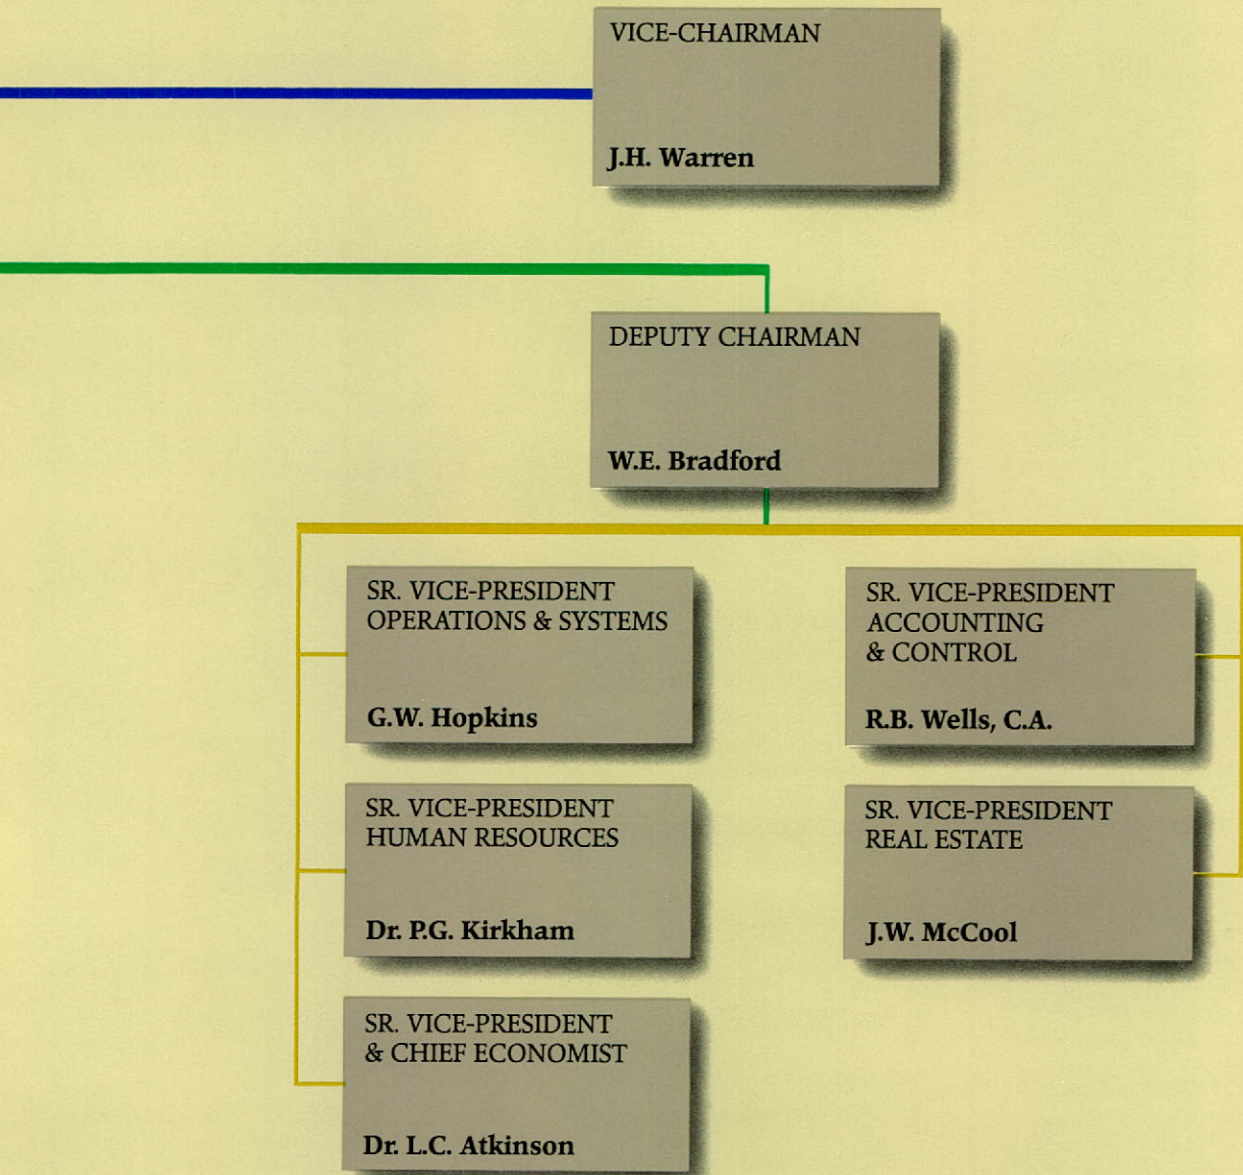 VICE-CHAIRMAN
J.H. Warren
DEPUTY CHAIRMAN
W.E. Bradford
SR. VICE-PRESIDENT
OPERATIONS & SYSTEMS
G.W. Hopkins
SR. VICE-PRESIDENT
ACCOUNTING
& CONTROL
R.B. Wells, C.A.
SR. VICE-PRESIDENT
HUMAN RESOURCES
Dr. P.G. Kirkham
SR. VICE-PRESIDENT
REAL ESTATE
J.W. McCool
SR. VICE-PRESIDENT
& CHIEF ECONOMIST
Dr. L.C. Atkinson